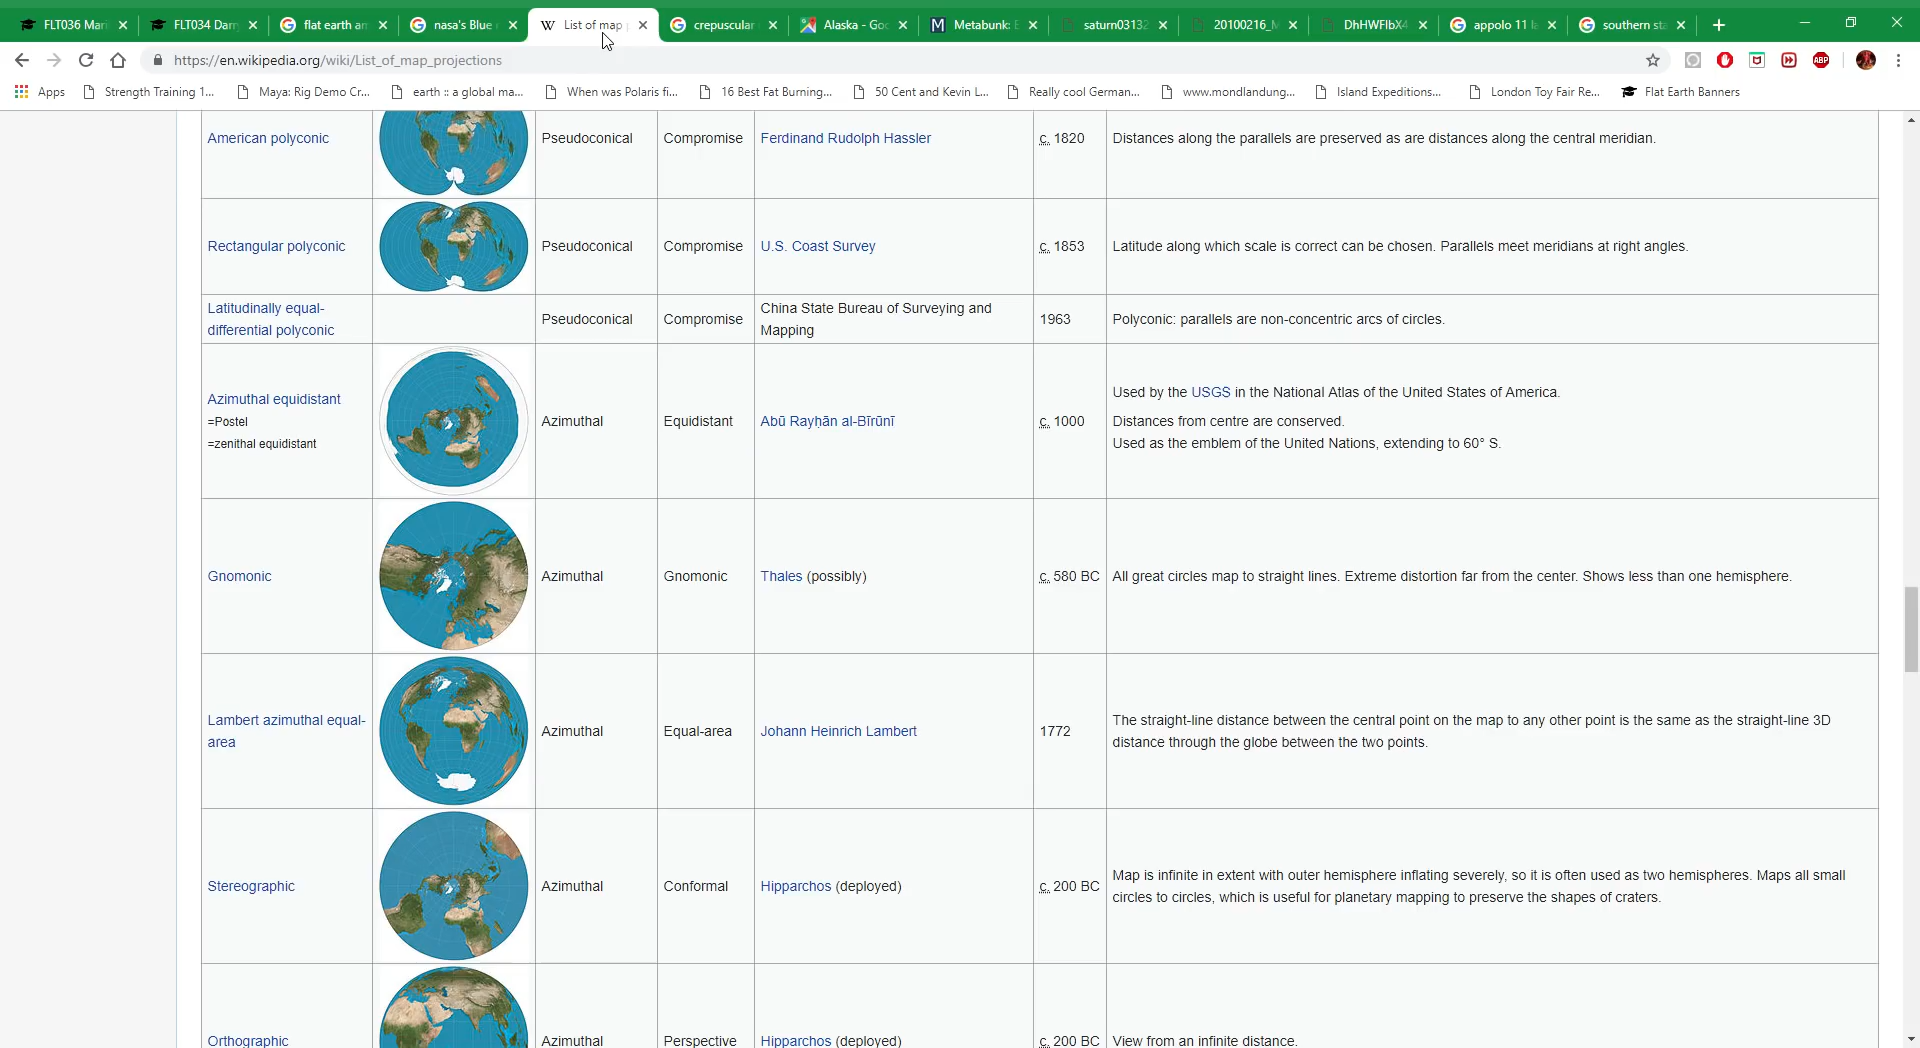 FLT036 Mari
FLT034 Dam
flat earth an
nasa's Blue
List of map
crepuscular
Alaska - Goo
Metabunk:
saturn03132
20100216_M
DhHWFlbX4
appolo 11 la
southern sta
https://en.wikipedia.org/wiki/List_of_map_projections
Apps
Strength Training 1...
Maya: Rig Demo Cr...
earth :: a global ma...
When was Polaris fi...
16 Best Fat Burning...
50 Cent and Kevin L...
Really cool German...
www.mondlandung...
Island Expeditions...
London Toy Fair Re...
Flat Earth Banners
ABP
American polyconic Pseudoconical Compromise Ferdinand Rudolph Hassler c. 1820 Distances along the parallels are preserved as are distances along the central meridian.
Rectangular polyconic Pseudoconical Compromise U.S. Coast Survey c. 1853 Latitude along which scale is correct can be chosen. Parallels meet meridians at right angles.
Latitudinally equal-
differential polyconic
Pseudoconical Compromise
China State Bureau of Surveying and
Mapping
1963 Polyconic: parallels are non-concentric arcs of circles.
Azimuthal equidistant
=Postel
=zenithal equidistant
Azimuthal Equidistant Abū Rayḥān al-Bīrūnī c. 1000
Used by the USGS in the National Atlas of the United States of America.
Distances from centre are conserved.
Used as the emblem of the United Nations, extending to 60° S.
Gnomonic Azimuthal Gnomonic Thales (possibly) c. 580 BC All great circles map to straight lines. Extreme distortion far from the center. Shows less than one hemisphere.
Lambert azimuthal equal-
area
Azimuthal Equal-area Johann Heinrich Lambert 1772
The straight-line distance between the central point on the map to any other point is the same as the straight-line 3D
distance through the globe between the two points.
Stereographic Azimuthal Conformal Hipparchos (deployed) c. 200 BC
Map is infinite in extent with outer hemisphere inflating severely, so it is often used as two hemispheres. Maps all small
circles to circles, which is useful for planetary mapping to preserve the shapes of craters.
Orthographic Azimuthal Perspective Hipparchos (deployed) c. 200 BC View from an infinite distance.